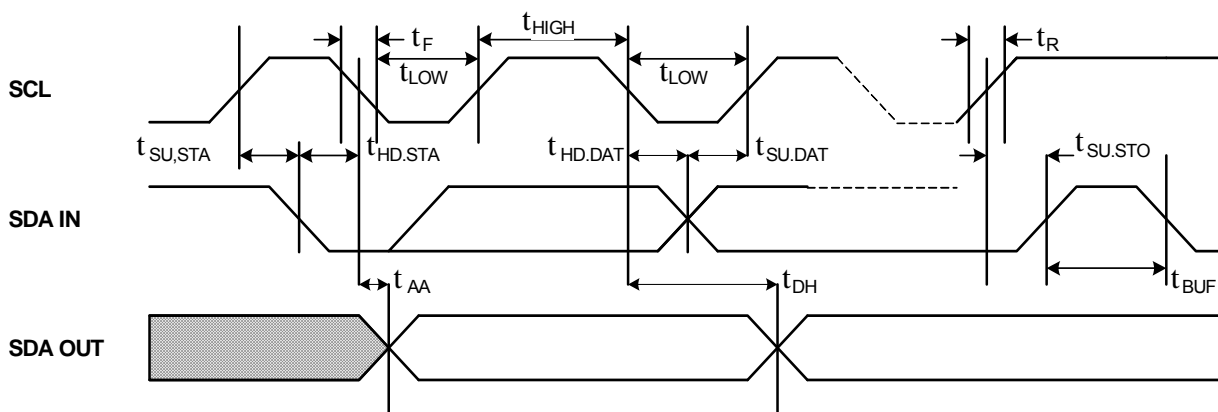 t_F t_HIGH t_R
SCL t_LOW t_LOW
t_SU,STA t_HD.STA t_HD.DAT t_SU.DAT t_SU.STO
SDA IN
t_AA t_DH t_BUF
SDA OUT